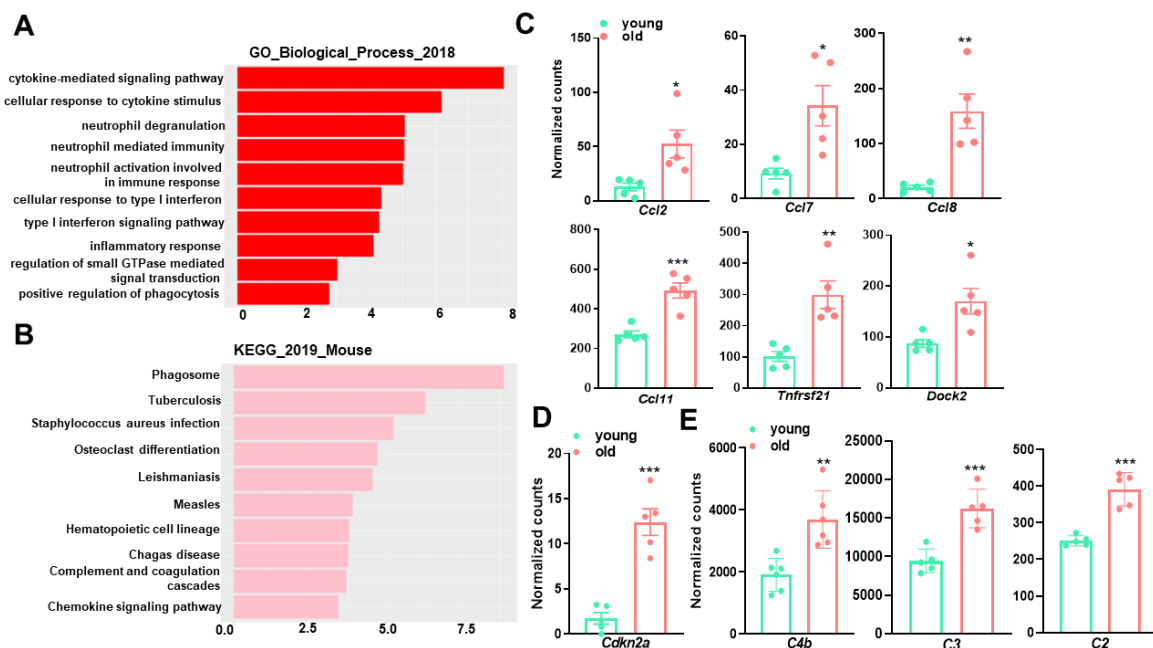 A
GO_Biological_Process_2018
cytokine-mediated signaling pathway
cellular response to cytokine stimulus
neutrophil degranulation
neutrophil mediated immunity
neutrophil activation involved
in immune response
cellular response to type I interferon
type I interferon signaling pathway
inflammatory response
regulation of small GTPase mediated
signal transduction
positive regulation of phagocytosis
0 2 4 6 8
B
KEGG_2019_Mouse
Phagosome
Tuberculosis
Staphylococcus aureus infection
Osteoclast differentiation
Leishmaniasis
Measles
Hematopoietic cell lineage
Chagas disease
Complement and coagulation
cascades
Chemokine signaling pathway
0.0 2.5 5.0 7.5
C
young
old
Normalized counts
150
100
50
0
*
Ccl2
60
40
20
0
*
Ccl7
300
200
100
0
**
Ccl8
800
600
400
200
0
***
Ccl11
500
400
300
200
100
0
**
Tnfrsf21
300
200
100
0
*
Dock2
D
young
old
Normalized counts
20
15
10
5
0
***
Cdkn2a
E
young
old
Normalized counts
6000
4000
2000
0
**
C4b
25000
20000
15000
10000
5000
0
***
C3
500
400
300
200
100
0
***
C2